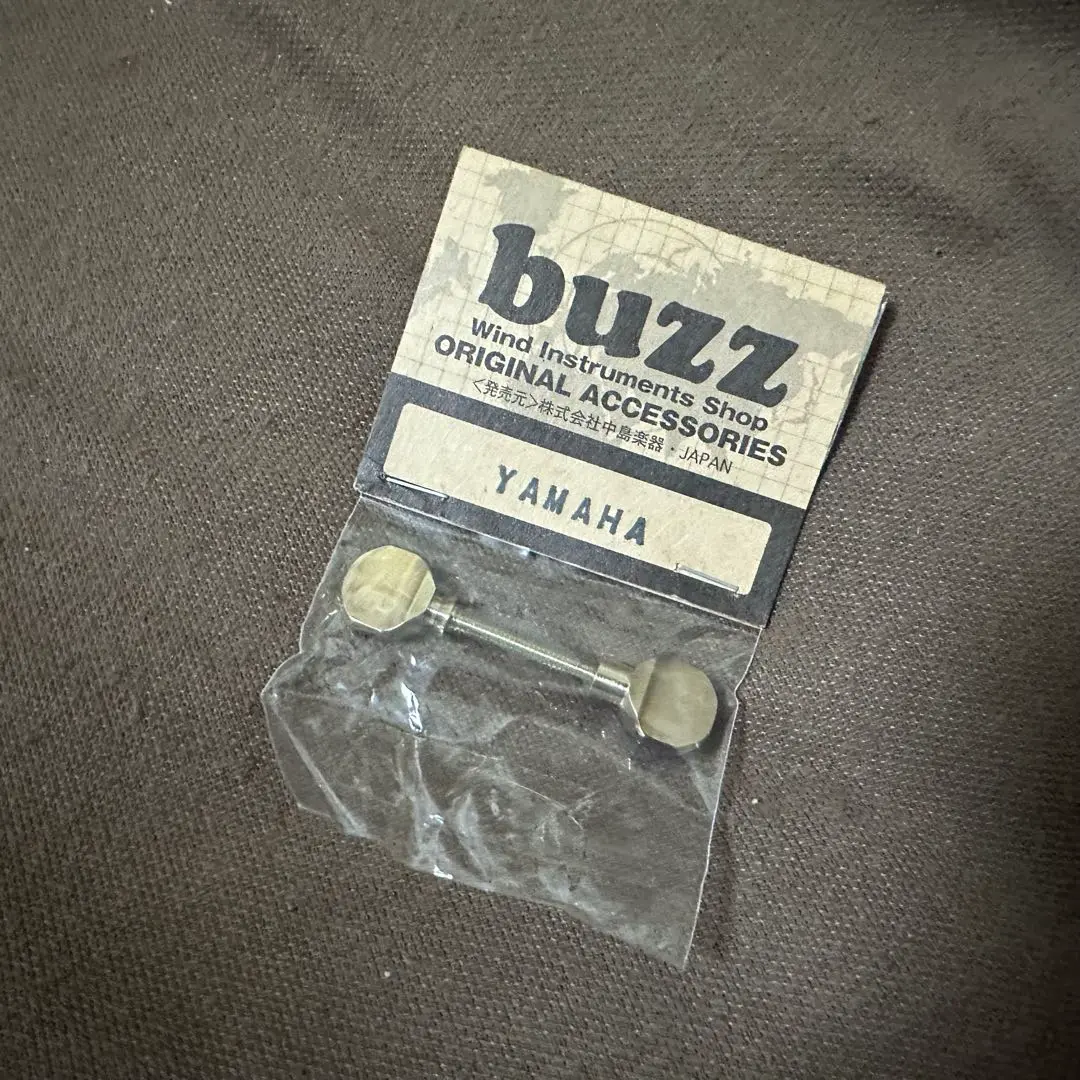 buzz
Wind Instruments Shop
ORIGINAL ACCESSORIES
<発売元>株式会社中島楽器・JAPAN
YAMAHA